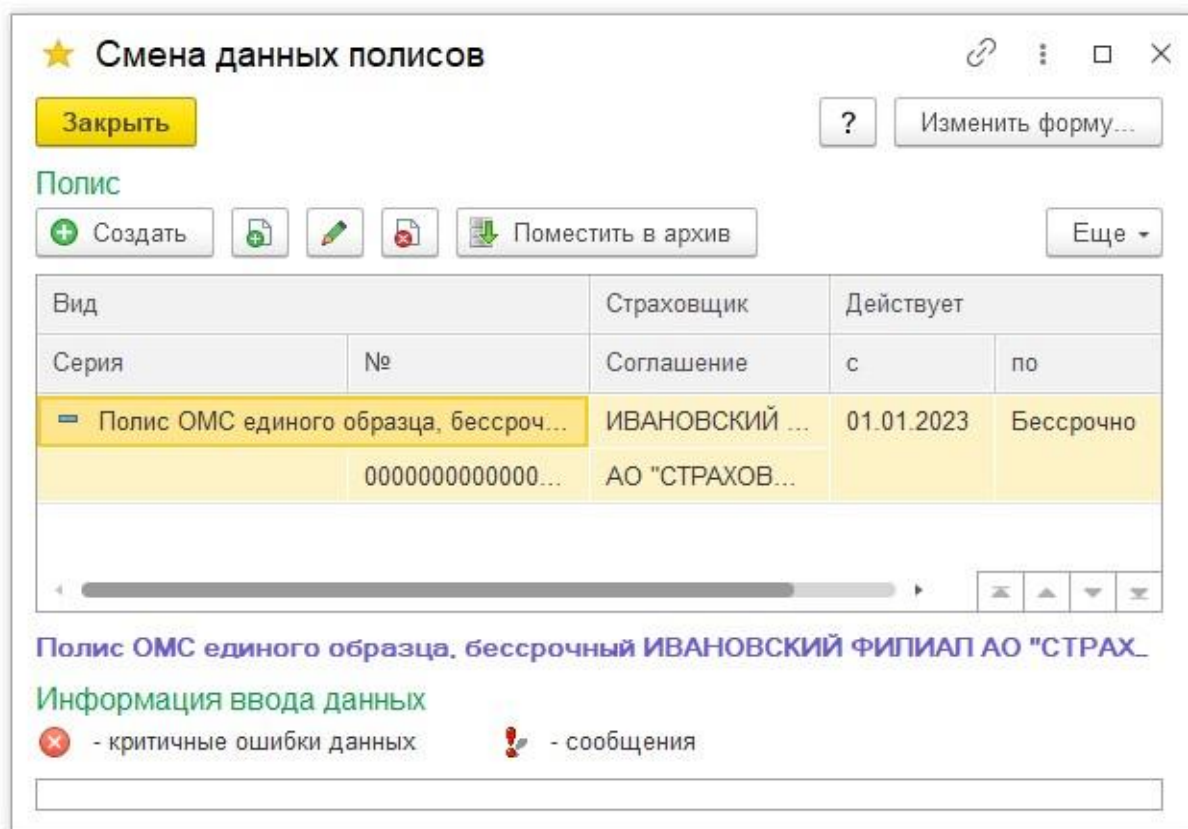 Смена данных полисов
Закрыть ? Изменить форму...
Полис
Создать Поместить в архив Еще
Вид Страховщик Действует
Серия № Соглашение с по
Полис ОМС единого образца, бессроч... ИВАНОВСКИЙ ... 01.01.2023 Бессрочно
0000000000000... АО "СТРАХОВ...
Полис ОМС единого образца, бессрочный ИВАНОВСКИЙ ФИЛИАЛ АО "СТРАХ...
Информация ввода данных
- критичные ошибки данных - сообщения